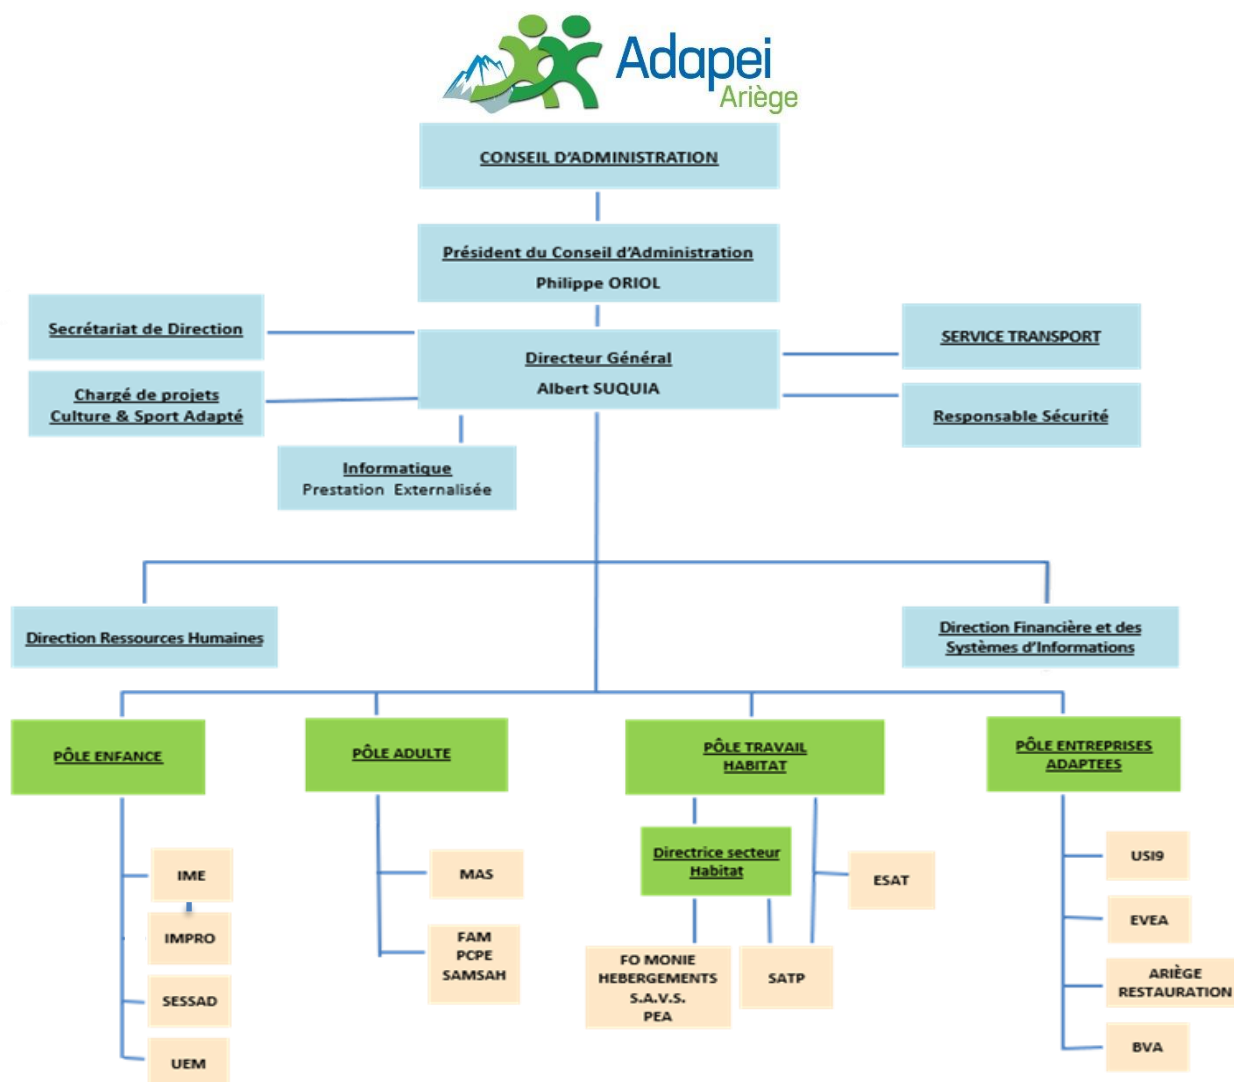 Adapei
Ariège
CONSEIL D'ADMINISTRATION
Président du Conseil d'Administration
Philippe ORIOL
Secrétariat de Direction
SERVICE TRANSPORT
Directeur Général
Albert SUQUIA
Chargé de projets
Culture & Sport Adapté
Responsable Sécurité
Informatique
Prestation Externalisée
Direction Ressources Humaines
Direction Financière et des
Systèmes d'Informations
PÔLE ENFANCE
PÔLE ADULTE
PÔLE TRAVAIL
HABITAT
PÔLE ENTREPRISES
ADAPTEES
Directrice secteur
Habitat
IME
IMPRO
SESSAD
UEM
MAS
FAM
PCPE
SAMSAH
FO MONIE
HEBERGEMENTS
S.A.V.S.
PEA
SATP
ESAT
USI9
EVEA
ARIÈGE
RESTAURATION
BVA